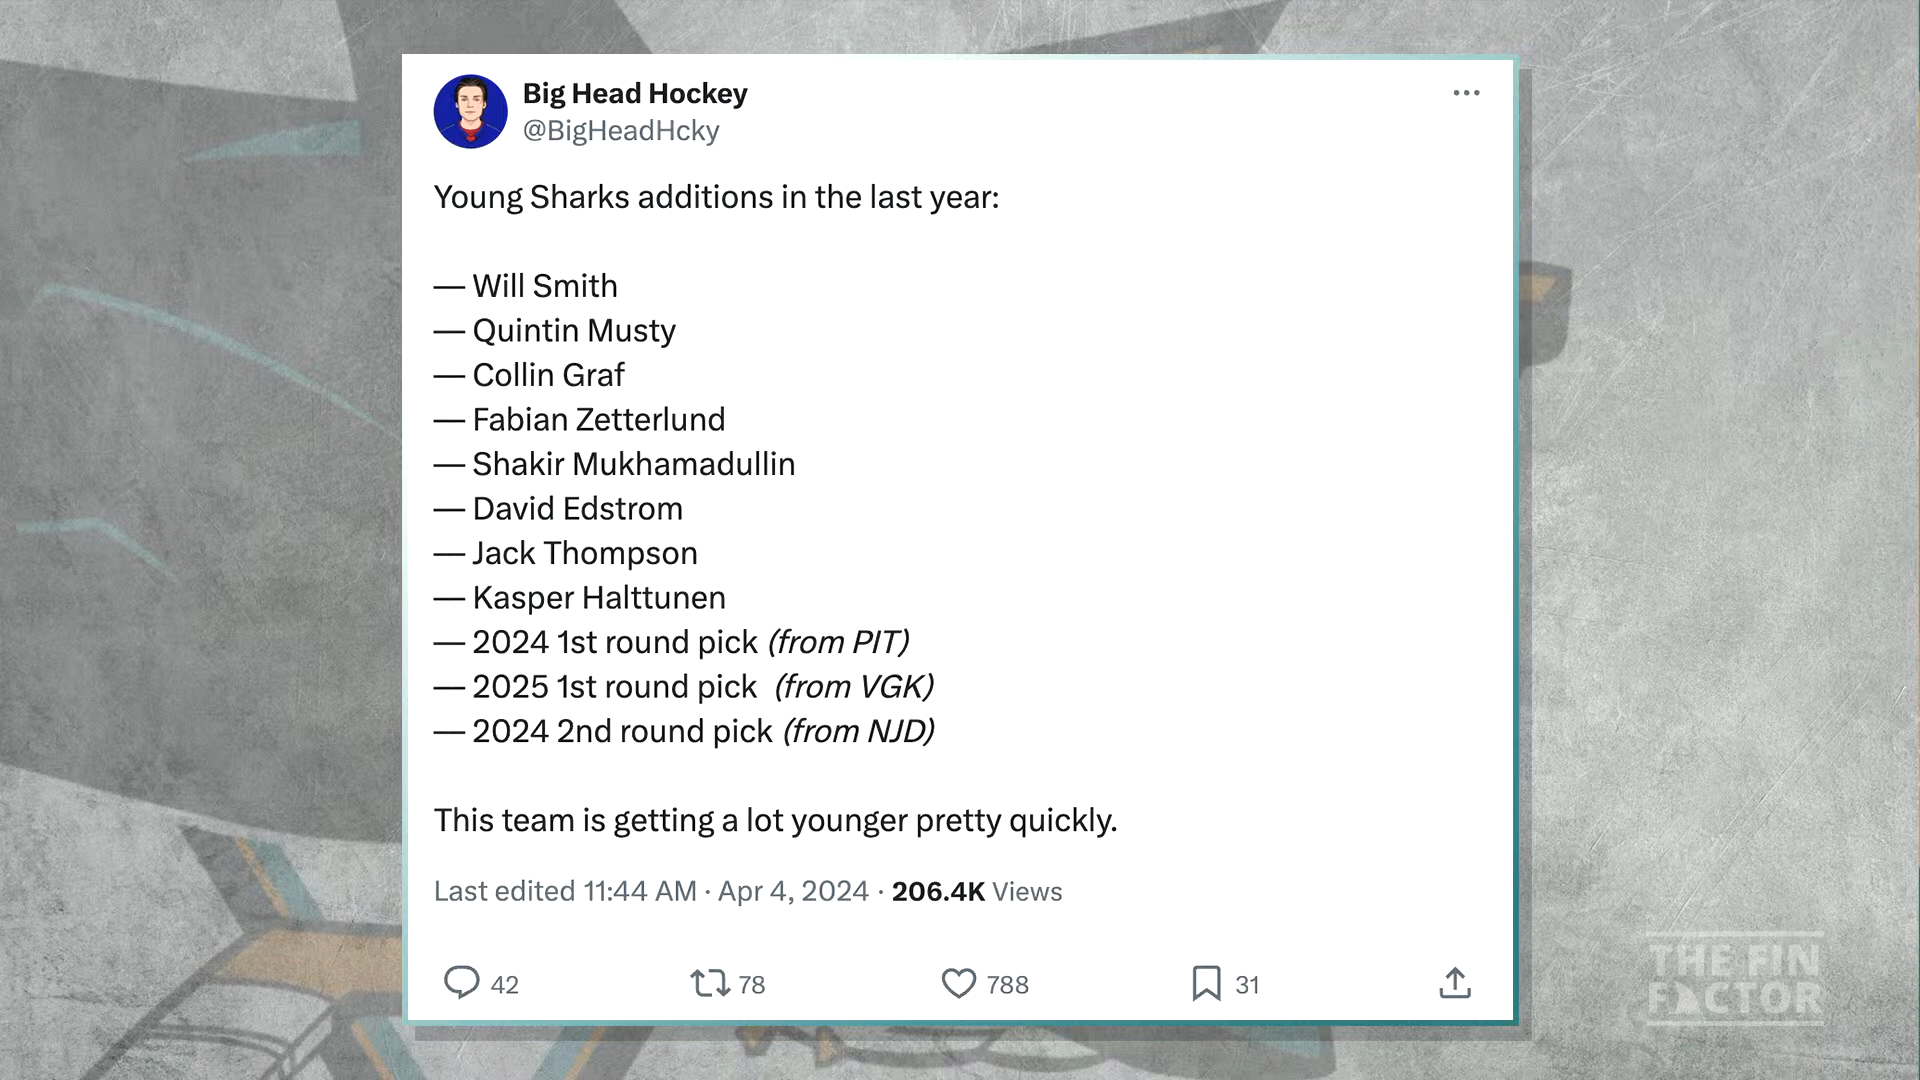 Big Head Hockey
@BigHeadHcky
Young Sharks additions in the last year:
— Will Smith
— Quintin Musty
— Collin Graf
— Fabian Zetterlund
— Shakir Mukhamadullin
— David Edstrom
— Jack Thompson
— Kasper Halttunen
— 2024 1st round pick (from PIT)
— 2025 1st round pick (from VGK)
— 2024 2nd round pick (from NJD)
This team is getting a lot younger pretty quickly.
Last edited 11:44 AM · Apr 4, 2024 · 206.4K Views
42 78 788 31
THE FIN
FACTOR